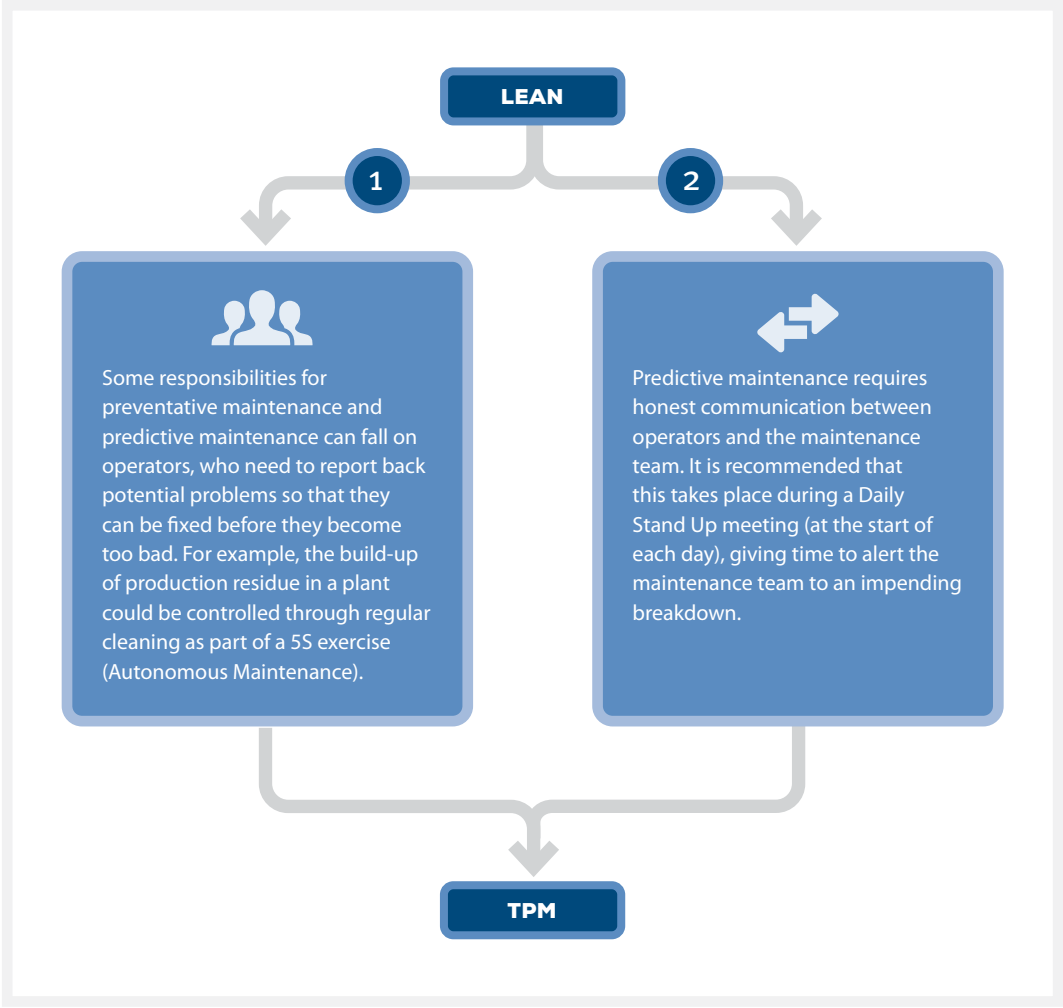 LEAN
1
2
Some responsibilities for
preventative maintenance and
predictive maintenance can fall on
operators, who need to report back
potential problems so that they
can be fixed before they become
too bad. For example, the build-up
of production residue in a plant
could be controlled through regular
cleaning as part of a 5S exercise
(Autonomous Maintenance).
Predictive maintenance requires
honest communication between
operators and the maintenance
team. It is recommended that
this takes place during a Daily
Stand Up meeting (at the start of
each day), giving time to alert the
maintenance team to an impending
breakdown.
TPM